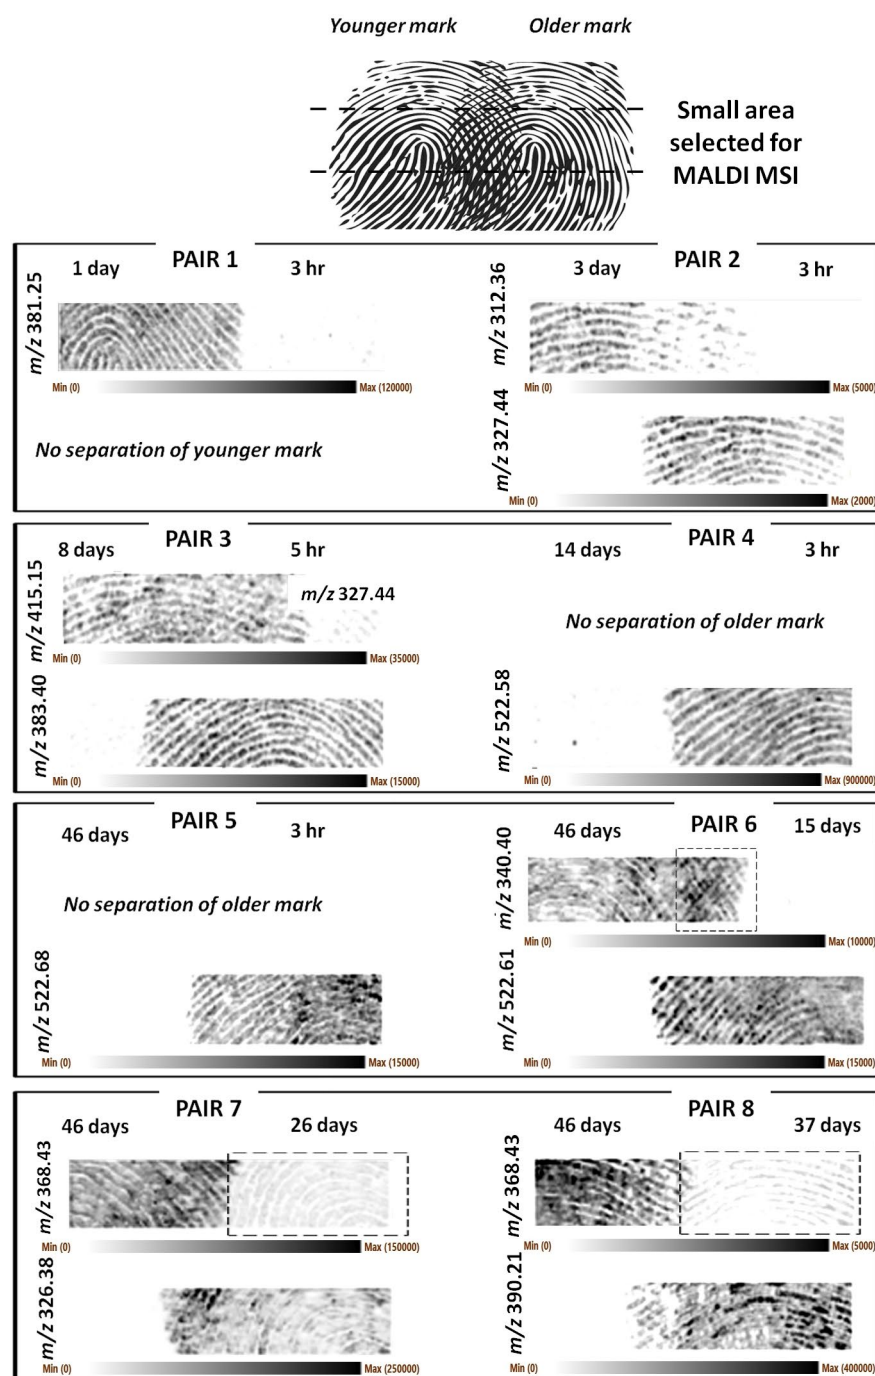 Younger mark Older mark
Small area
selected for
MALDI MSI
PAIR 1
1 day 3 hr
m/z 381.25
Min (0) Max (120000)
No separation of younger mark
PAIR 2
3 day 3 hr
m/z 312.36
Min (0) Max (5000)
m/z 327.44
Min (0) Max (2000)
PAIR 3
8 days 5 hr
m/z 415.15
m/z 327.44
Min (0) Max (35000)
m/z 383.40
Min (0) Max (15000)
PAIR 4
14 days 3 hr
No separation of older mark
m/z 522.58
Min (0) Max (900000)
PAIR 5
46 days 3 hr
No separation of older mark
m/z 522.68
Min (0) Max (15000)
PAIR 6
46 days 15 days
m/z 340.40
Min (0) Max (10000)
m/z 522.61
Min (0) Max (15000)
PAIR 7
46 days 26 days
m/z 368.43
Min (0) Max (150000)
m/z 326.38
Min (0) Max (250000)
PAIR 8
46 days 37 days
m/z 368.43
Min (0) Max (5000)
m/z 390.21
Min (0) Max (400000)